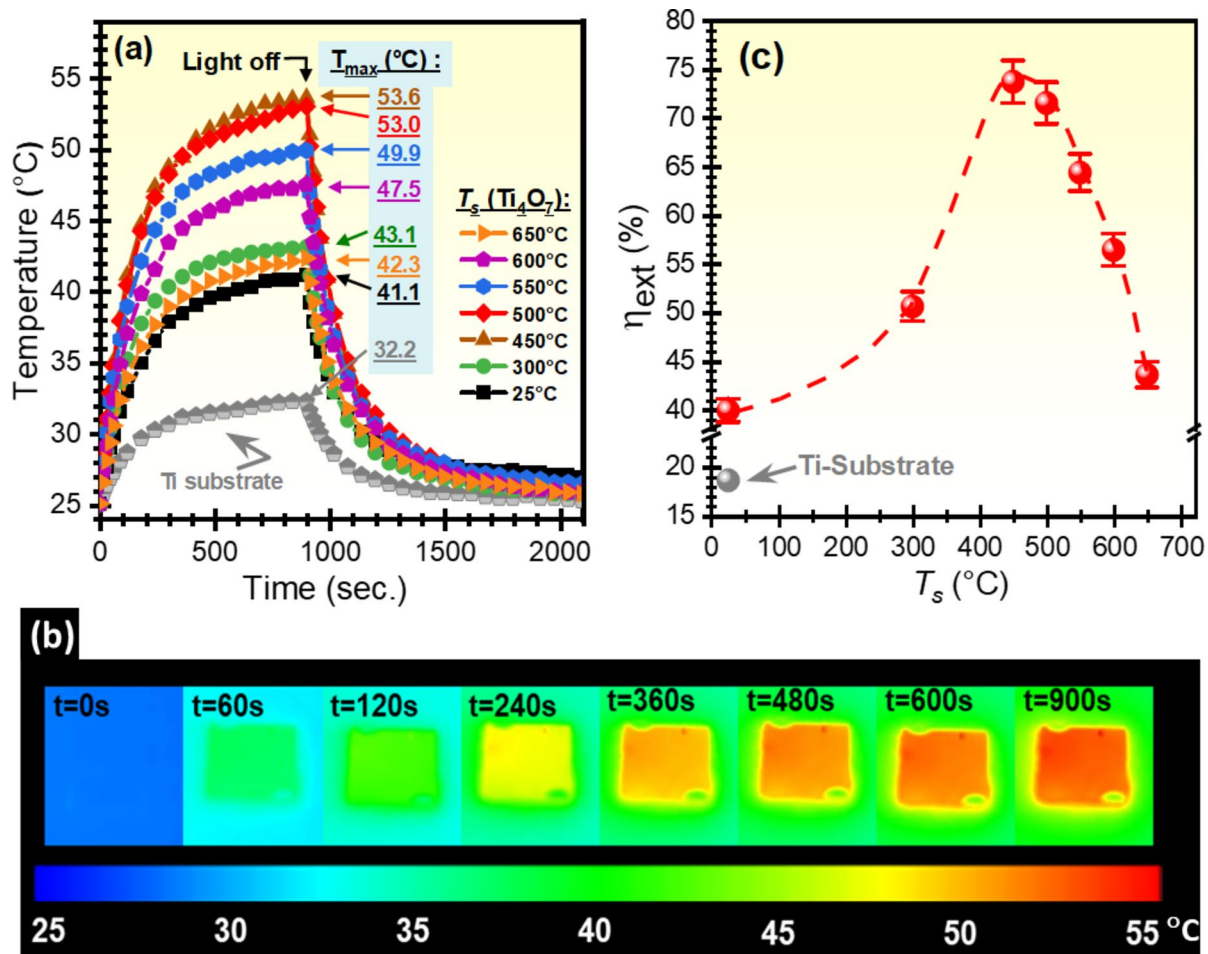 (a)
Light off
Tmax (°C) :
53.6
53.0
49.9
47.5
43.1
42.3
41.1
32.2
Ts (Ti4O7):
650°C
600°C
550°C
500°C
450°C
300°C
25°C
Ti substrate
Temperature (°C)
55
50
45
40
35
30
25
0 500 1000 1500 2000
Time (sec.)
(c)
ηext (%)
80
75
70
65
60
55
50
45
40
20
15
Ti-Substrate
0 100 200 300 400 500 600 700
Ts (°C)
(b)
t=0s t=60s t=120s t=240s t=360s t=480s t=600s t=900s
25 30 35 40 45 50 55 °C